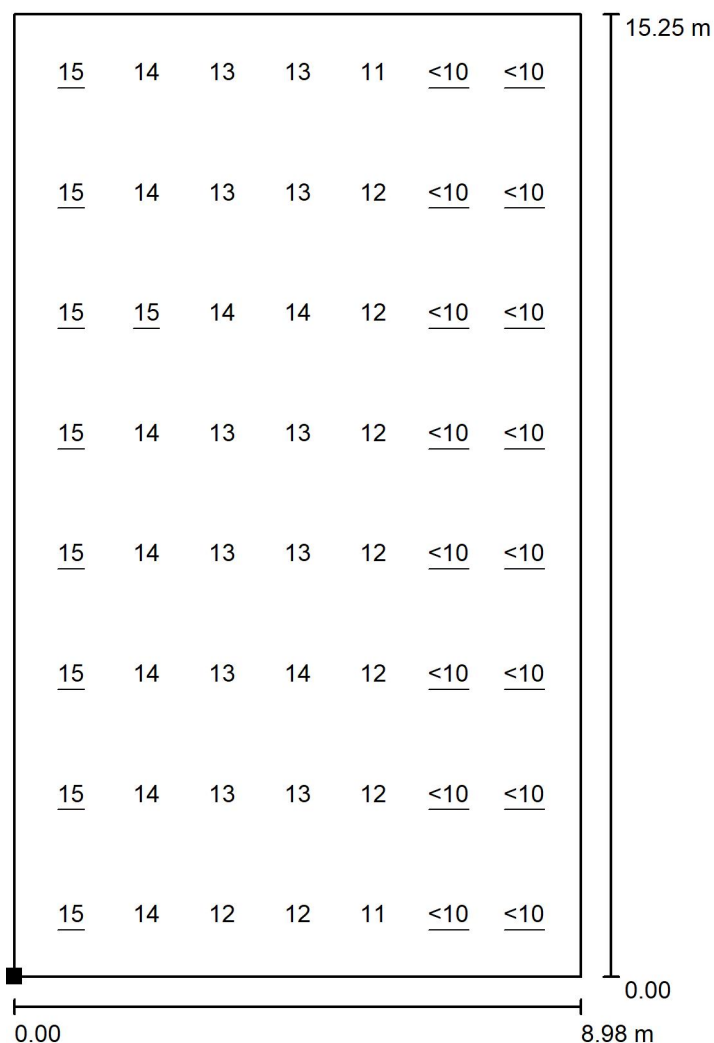 15.25 m
15 14 13 13 11 <10 <10
15 14 13 13 12 <10 <10
15 15 14 14 12 <10 <10
15 14 13 13 12 <10 <10
15 14 13 13 12 <10 <10
15 14 13 14 12 <10 <10
15 14 13 13 12 <10 <10
15 14 12 12 11 <10 <10
0.00
0.00 8.98 m